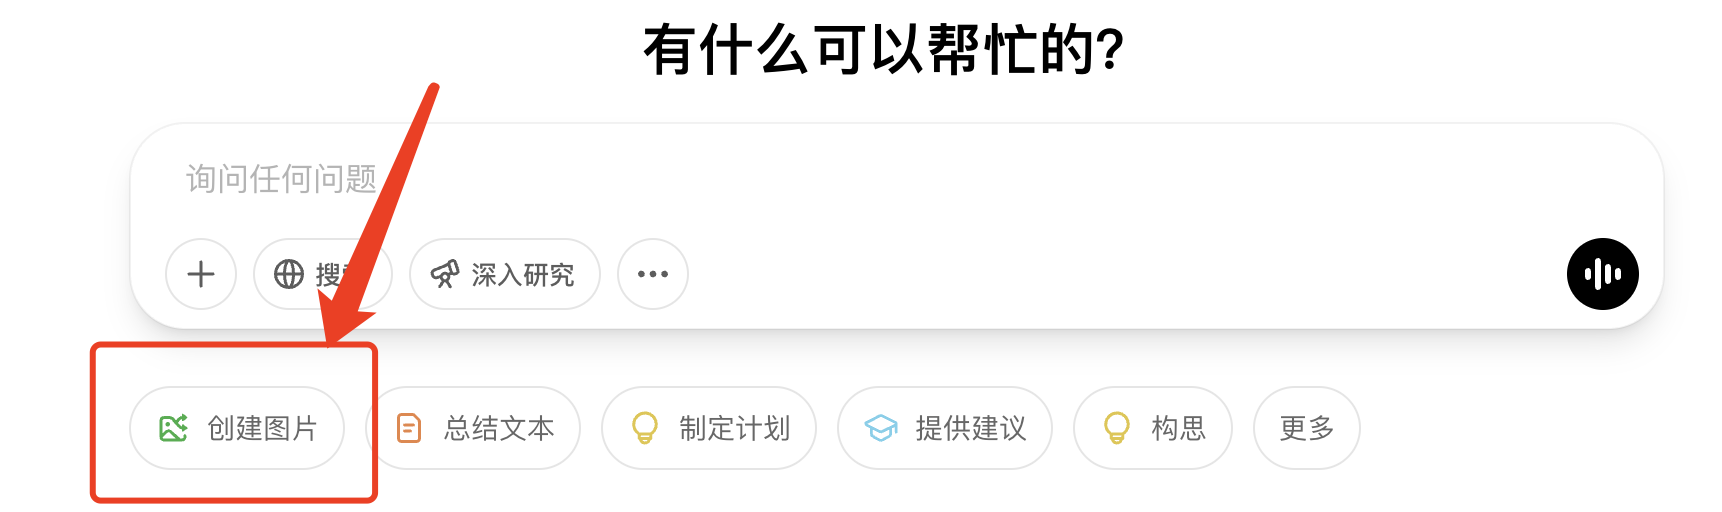 有什么可以帮忙的?
询问任何问题
搜索 深入研究
创建图片 总结文本 制定计划 提供建议 构思 更多